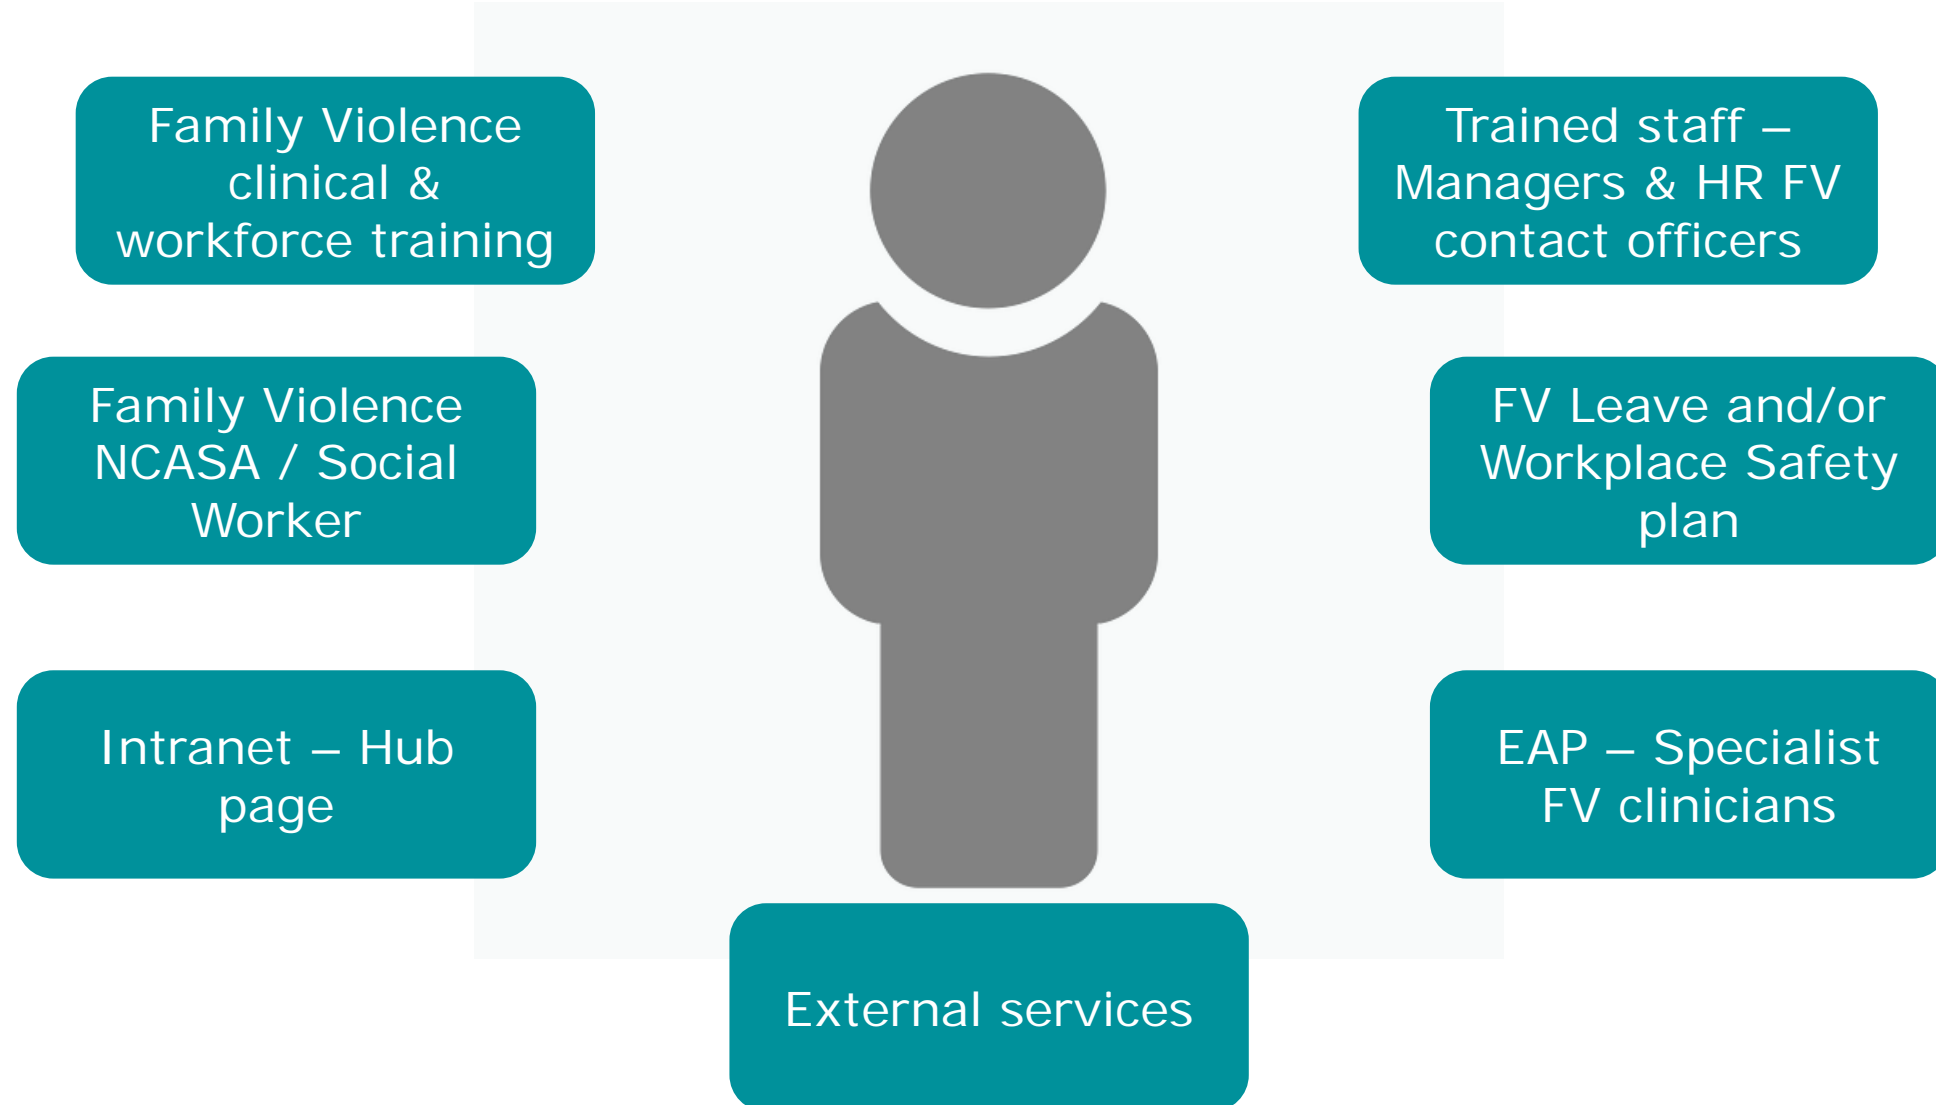 Family Violence
clinical &
workforce training
Trained staff –
Managers & HR FV
contact officers
Family Violence
NCASA / Social
Worker
FV Leave and/or
Workplace Safety
plan
Intranet – Hub
page
EAP – Specialist
FV clinicians
External services